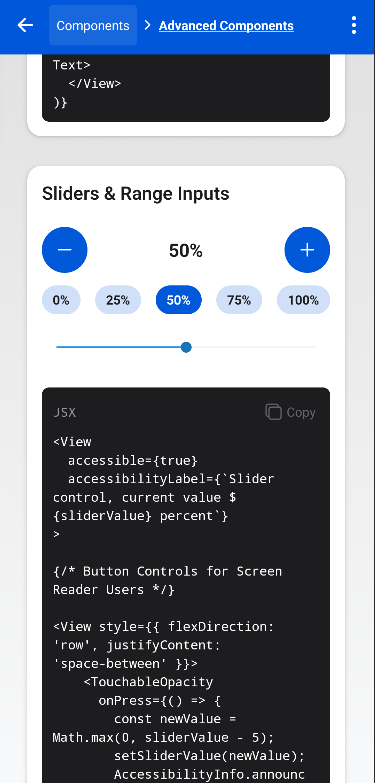 Components > Advanced Components
Text>
</View>
)}
Sliders & Range Inputs
50%
0% 25% 50% 75% 100%
JSX Copy
<View
accessible={true}
accessibilityLabel={`Slider
control, current value $
{sliderValue} percent`}
>
{/* Button Controls for Screen
Reader Users */}
<View style={{ flexDirection:
'row', justifyContent:
'space-between' }}>
<TouchableOpacity
onPress={() => {
const newValue =
Math.max(0, sliderValue - 5);
setSliderValue(newValue);
AccessibilityInfo.announc